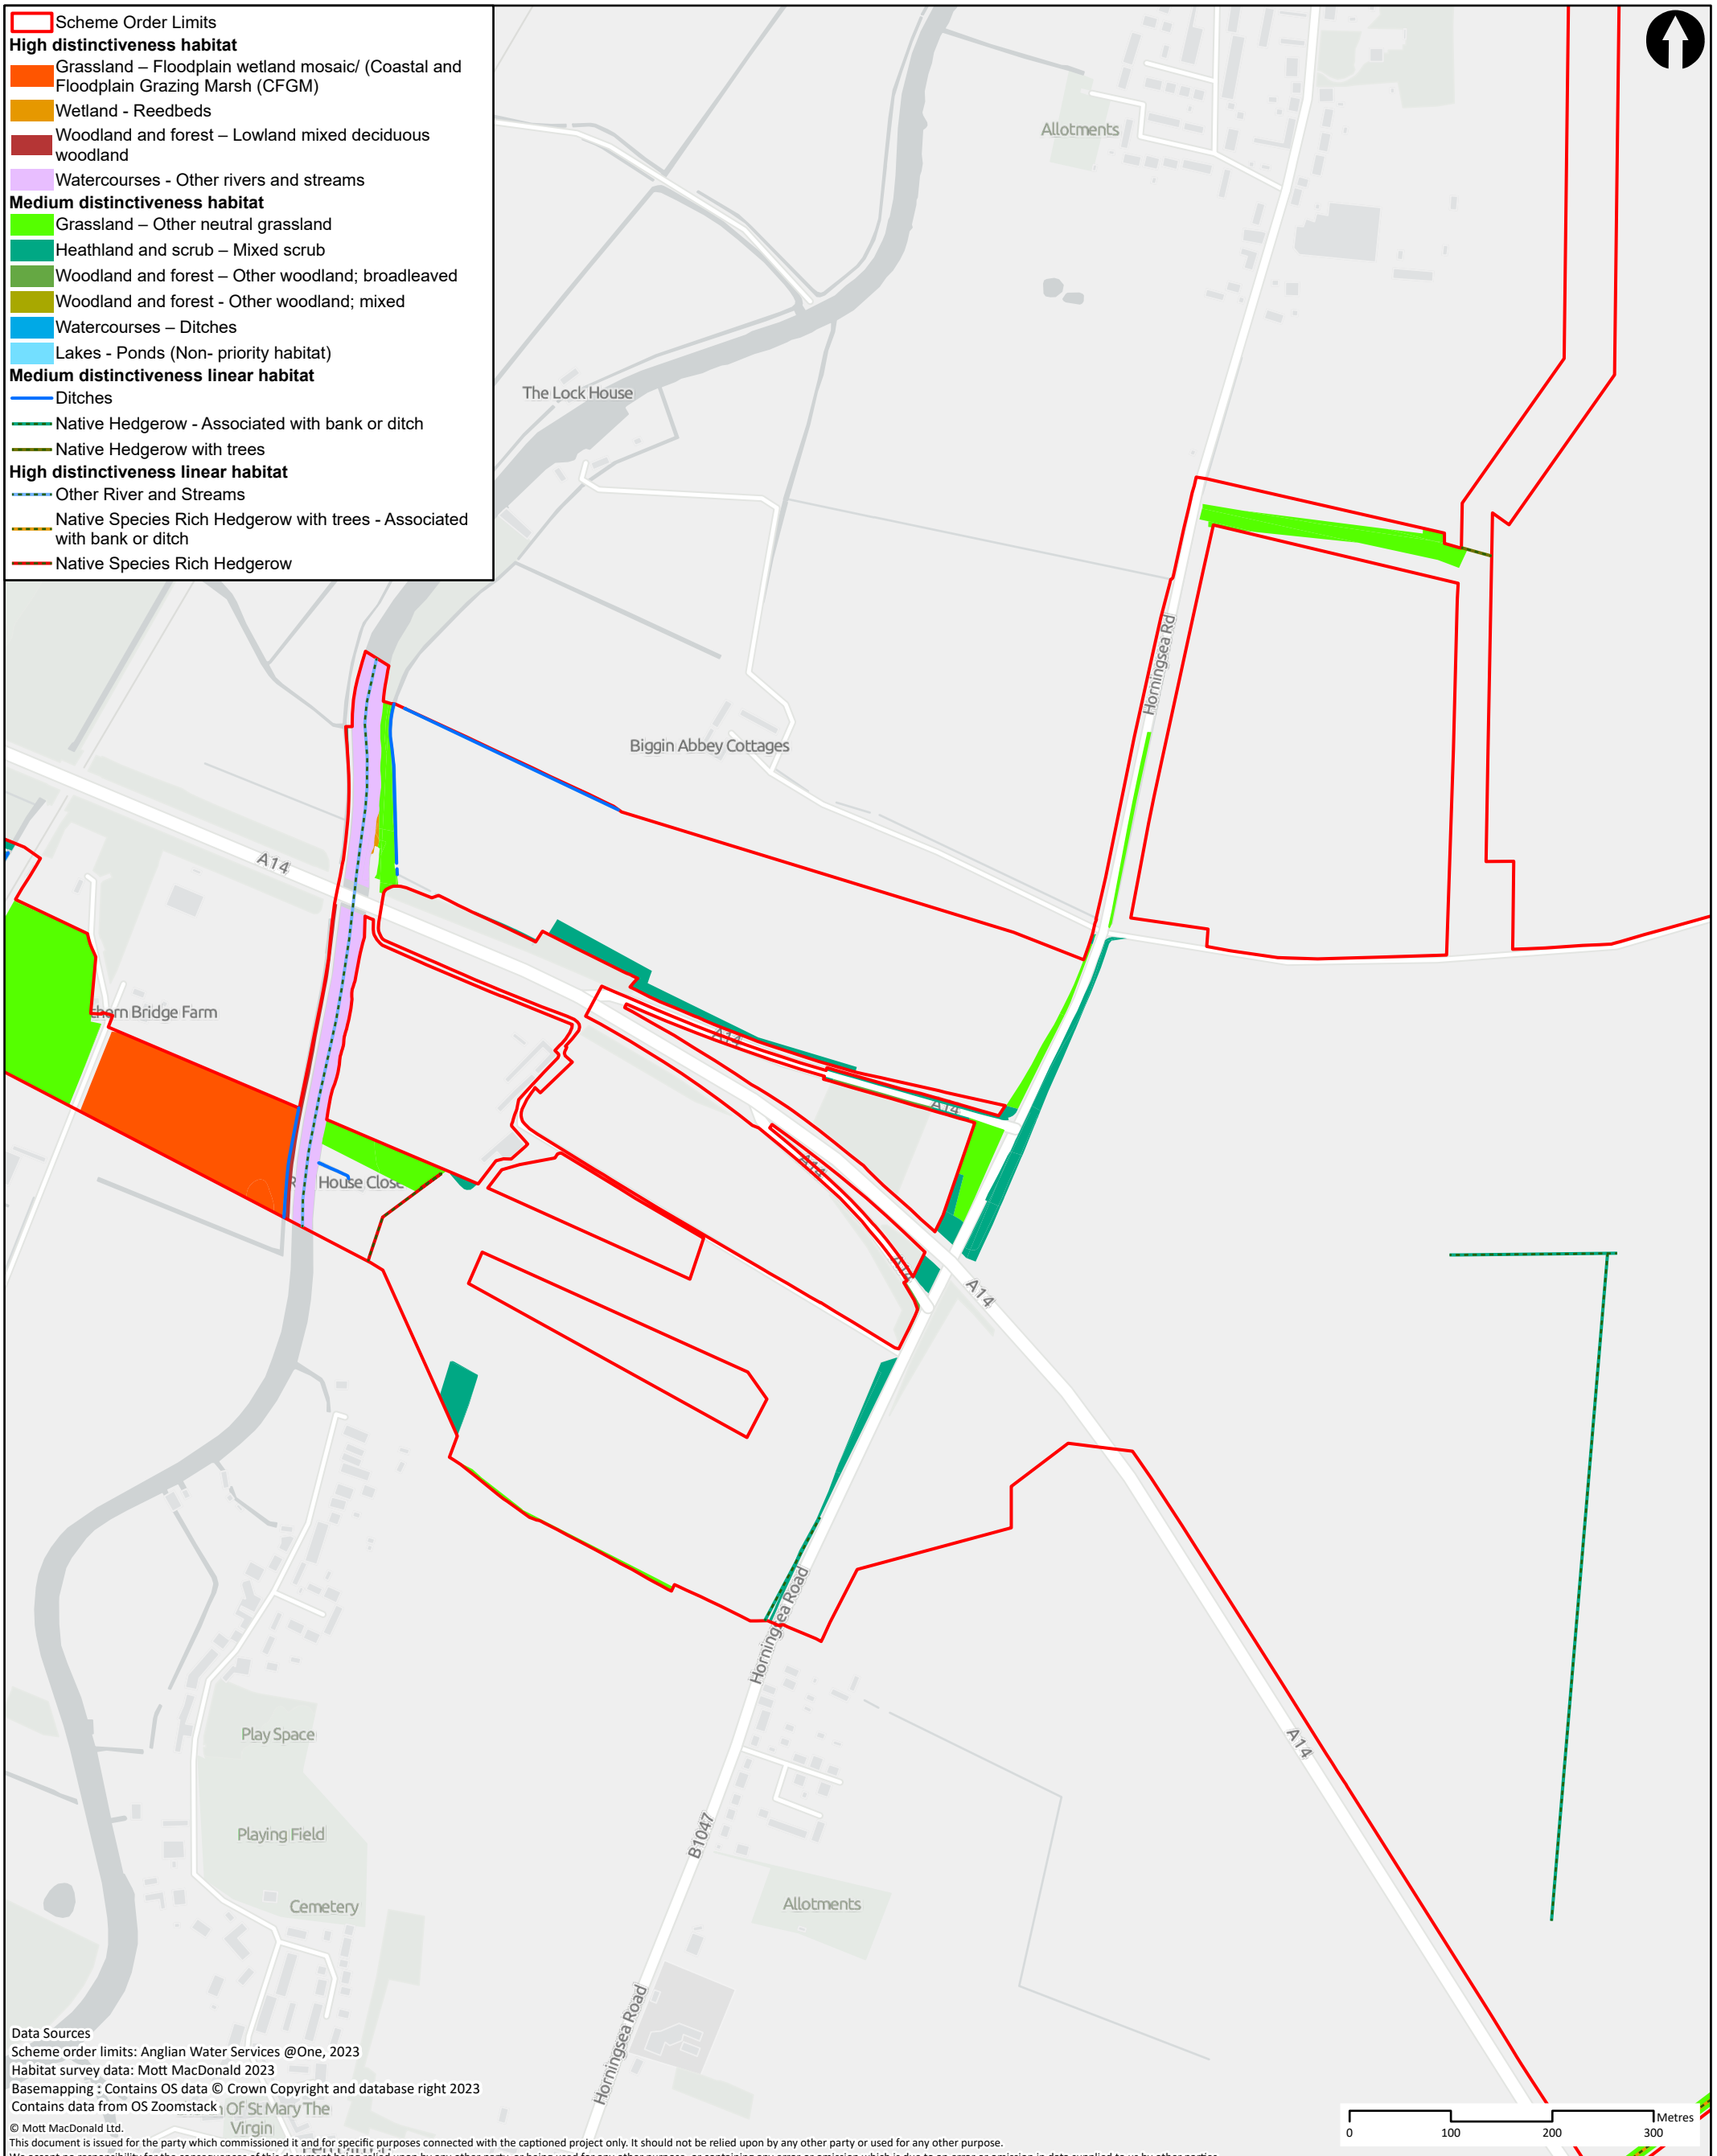 Scheme Order Limits
High distinctiveness habitat
Grassland – Floodplain wetland mosaic/ (Coastal and
Floodplain Grazing Marsh (CFGM)
Wetland - Reedbeds
Woodland and forest – Lowland mixed deciduous
woodland
Watercourses - Other rivers and streams
Medium distinctiveness habitat
Grassland – Other neutral grassland
Heathland and scrub – Mixed scrub
Woodland and forest – Other woodland; broadleaved
Woodland and forest - Other woodland; mixed
Watercourses – Ditches
Lakes - Ponds (Non- priority habitat)
Medium distinctiveness linear habitat
Ditches
Native Hedgerow - Associated with bank or ditch
Native Hedgerow with trees
High distinctiveness linear habitat
Other River and Streams
Native Species Rich Hedgerow with trees - Associated
with bank or ditch
Native Species Rich Hedgerow
Allotments
The Lock House
Horningsea Rd
Biggin Abbey Cottages
A14
Bridge Farm
A14
A14
A14
House Close
A14
A14
Horningsea Road
A14
Play Space
Playing Field
B1047
Cemetery
Allotments
Horningsea Road
Data Sources
Scheme order limits: Anglian Water Services @One, 2023
Habitat survey data: Mott MacDonald 2023
Basemapping : Contains OS data © Crown Copyright and database right 2023
Contains data from OS Zoomstack
Of St Mary The
Virgin
© Mott MacDonald Ltd.
This document is issued for the party which commissioned it and for specific purposes connected with the captioned project only. It should not be relied upon by any other party or used for any other purpose.
0 100 200 300 Metres